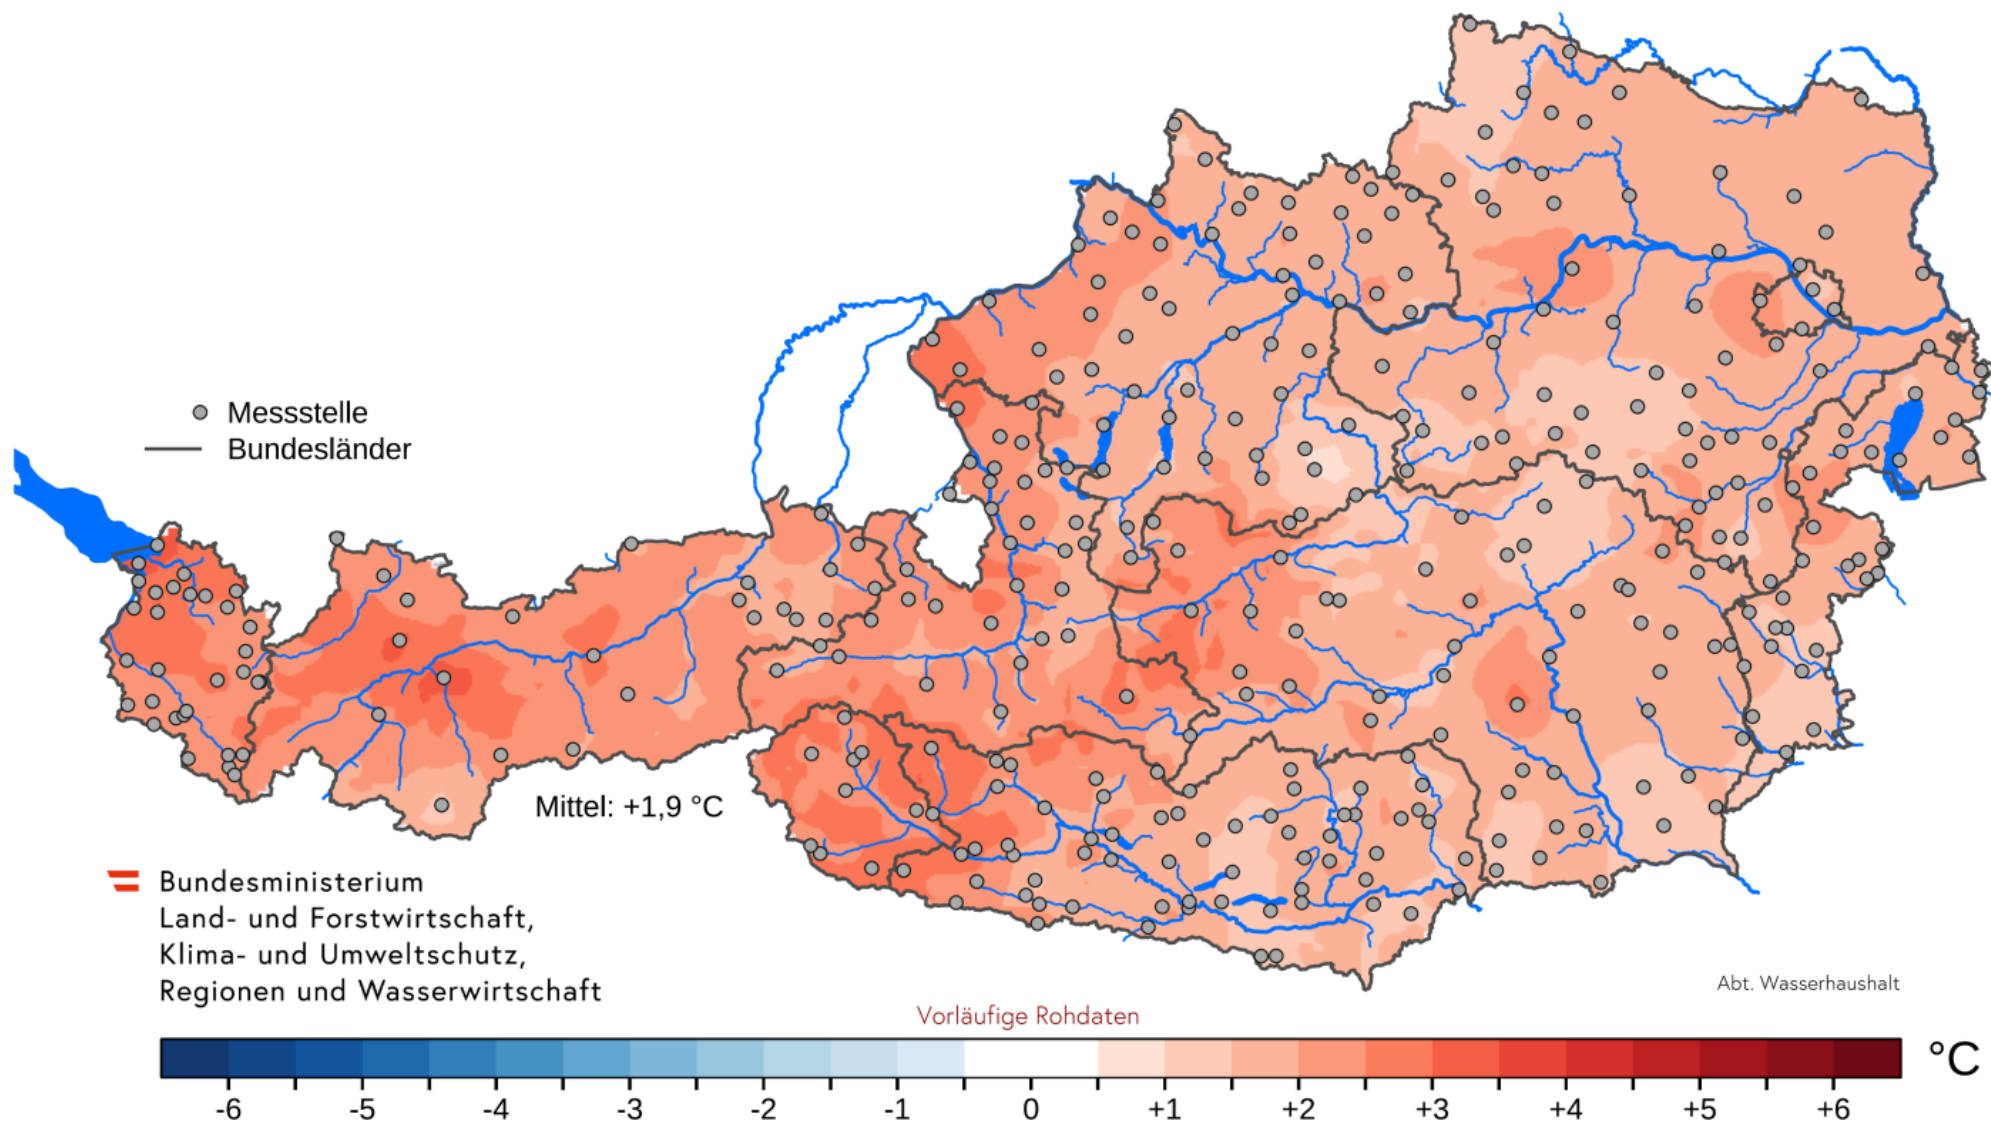 Messstelle
Bundesländer
Mittel: +1,9 °C
Bundesministerium
Land- und Forstwirtschaft,
Klima- und Umweltschutz,
Regionen und Wasserwirtschaft
Abt. Wasserhaushalt
Vorläufige Rohdaten
°C
-6 -5 -4 -3 -2 -1 0 +1 +2 +3 +4 +5 +6